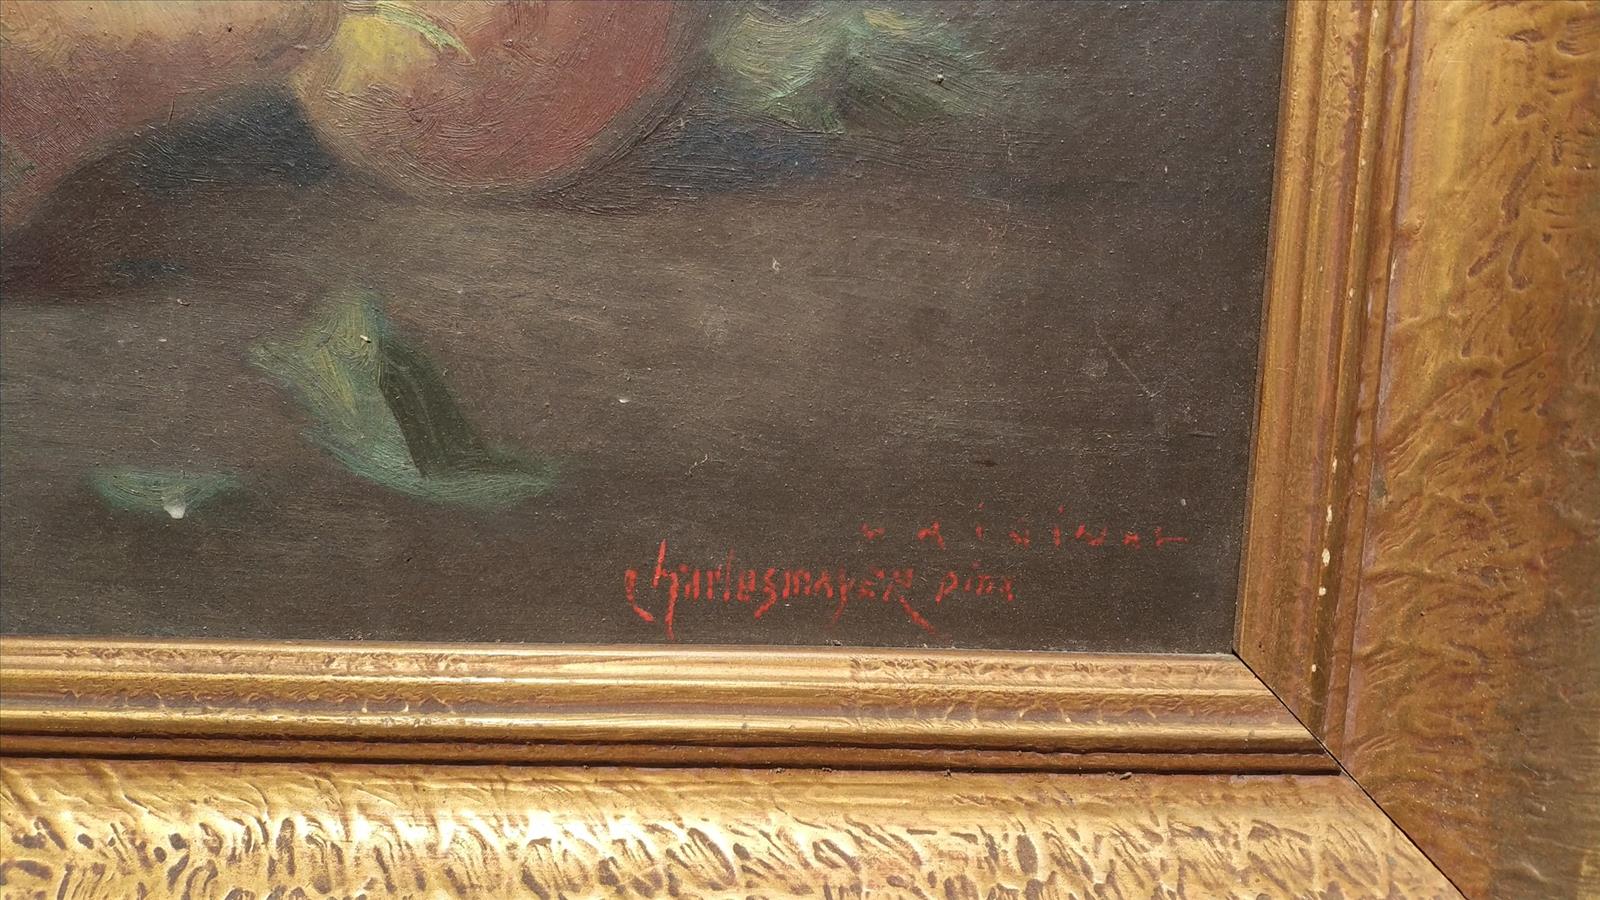 original
Charlesmayer pinx